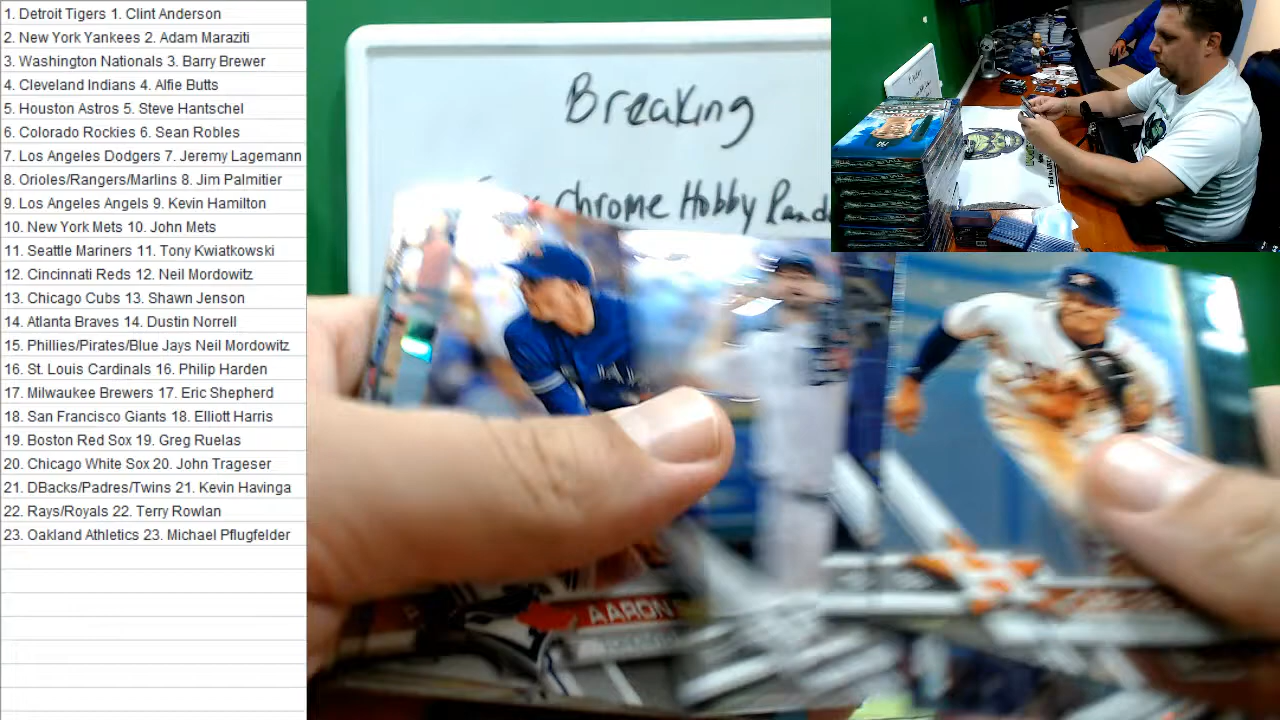 1. Detroit Tigers 1. Clint Anderson
2. New York Yankees 2. Adam Maraziti
3. Washington Nationals 3. Barry Brewer
4. Cleveland Indians 4. Alfie Butts
5. Houston Astros 5. Steve Hantschel
6. Colorado Rockies 6. Sean Robles
7. Los Angeles Dodgers 7. Jeremy Lagemann
8. Orioles/Rangers/Marlins 8. Jim Palmitier
9. Los Angeles Angels 9. Kevin Hamilton
10. New York Mets 10. John Mets
11. Seattle Mariners 11. Tony Kwiatkowski
12. Cincinnati Reds 12. Neil Mordowitz
13. Chicago Cubs 13. Shawn Jenson
14. Atlanta Braves 14. Dustin Norrell
15. Phillies/Pirates/Blue Jays Neil Mordowitz
16. St. Louis Cardinals 16. Philip Harden
17. Milwaukee Brewers 17. Eric Shepherd
18. San Francisco Giants 18. Elliott Harris
19. Boston Red Sox 19. Greg Ruelas
20. Chicago White Sox 20. John Trageser
21. DBacks/Padres/Twins 21. Kevin Havinga
22. Rays/Royals 22. Terry Rowlan
23. Oakland Athletics 23. Michael Pflugfelder
Breaking
Chrome Hobby Rand
AARON